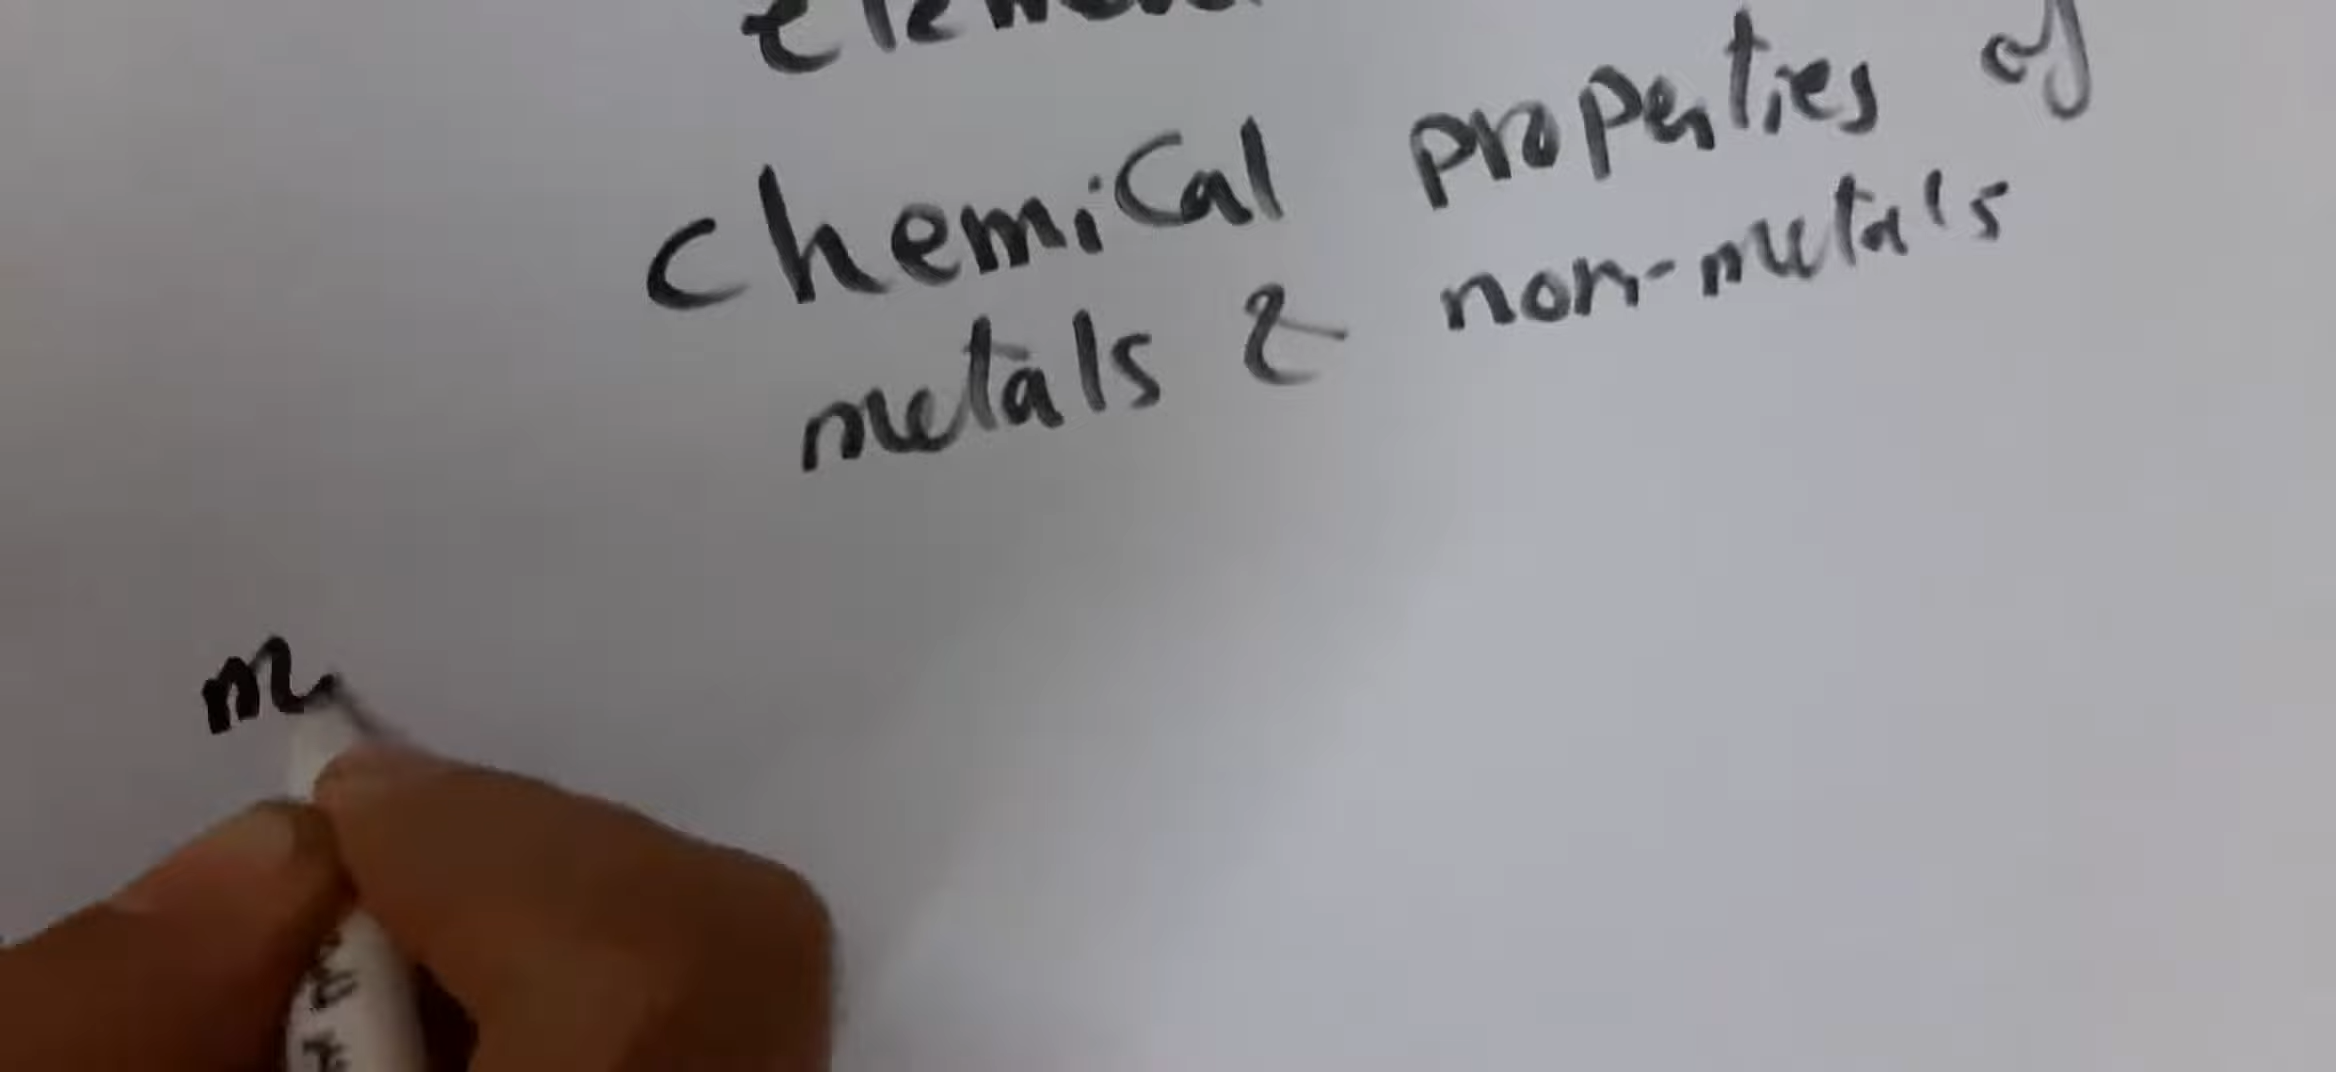 chemical properties of
metals & non-metals
m